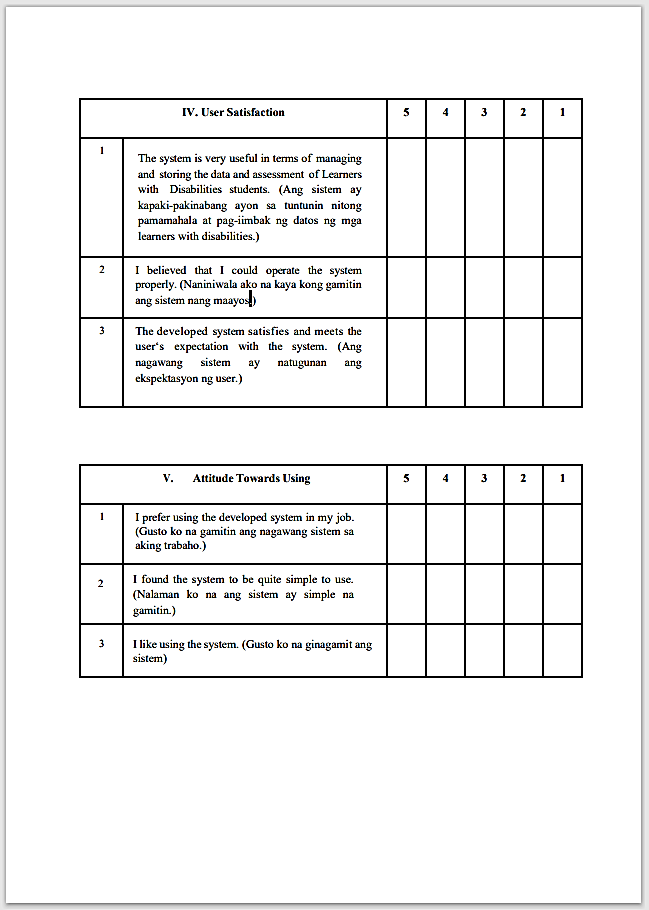 IV. User Satisfaction 5 4 3 2 1
1 The system is very useful in terms of managing
and storing the data and assessment of Learners
with Disabilities students. (Ang sistem ay
kapaki-pakinabang ayon sa tuntunin nitong
pamamahala at pag-iimbak ng datos ng mga
learners with disabilities.)
2 I believed that I could operate the system
properly. (Naniniwala ako na kaya kong gamitin
ang sistem nang maayos)
3 The developed system satisfies and meets the
user's expectation with the system. (Ang
nagawang sistem ay natugunan ang
ekspektasyon ng user.)
V. Attitude Towards Using 5 4 3 2 1
1 I prefer using the developed system in my job.
(Gusto ko na gamitin ang nagawang sistem sa
aking trabaho.)
2 I found the system to be quite simple to use.
(Nalaman ko na ang sistem ay simple na
gamitin.)
3 I like using the system. (Gusto ko na ginagamit ang
sistem)